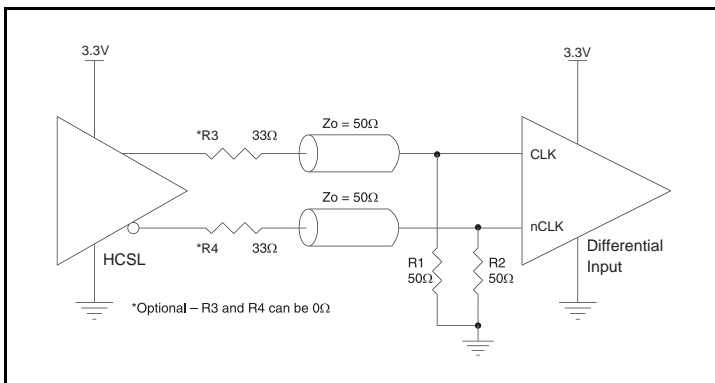 3.3V
3.3V
*R3 33Ω
Zo = 50Ω
CLK
Zo = 50Ω
nCLK
*R4 33Ω
HCSL
Differential
Input
R1
50Ω
R2
50Ω
*Optional – R3 and R4 can be 0Ω